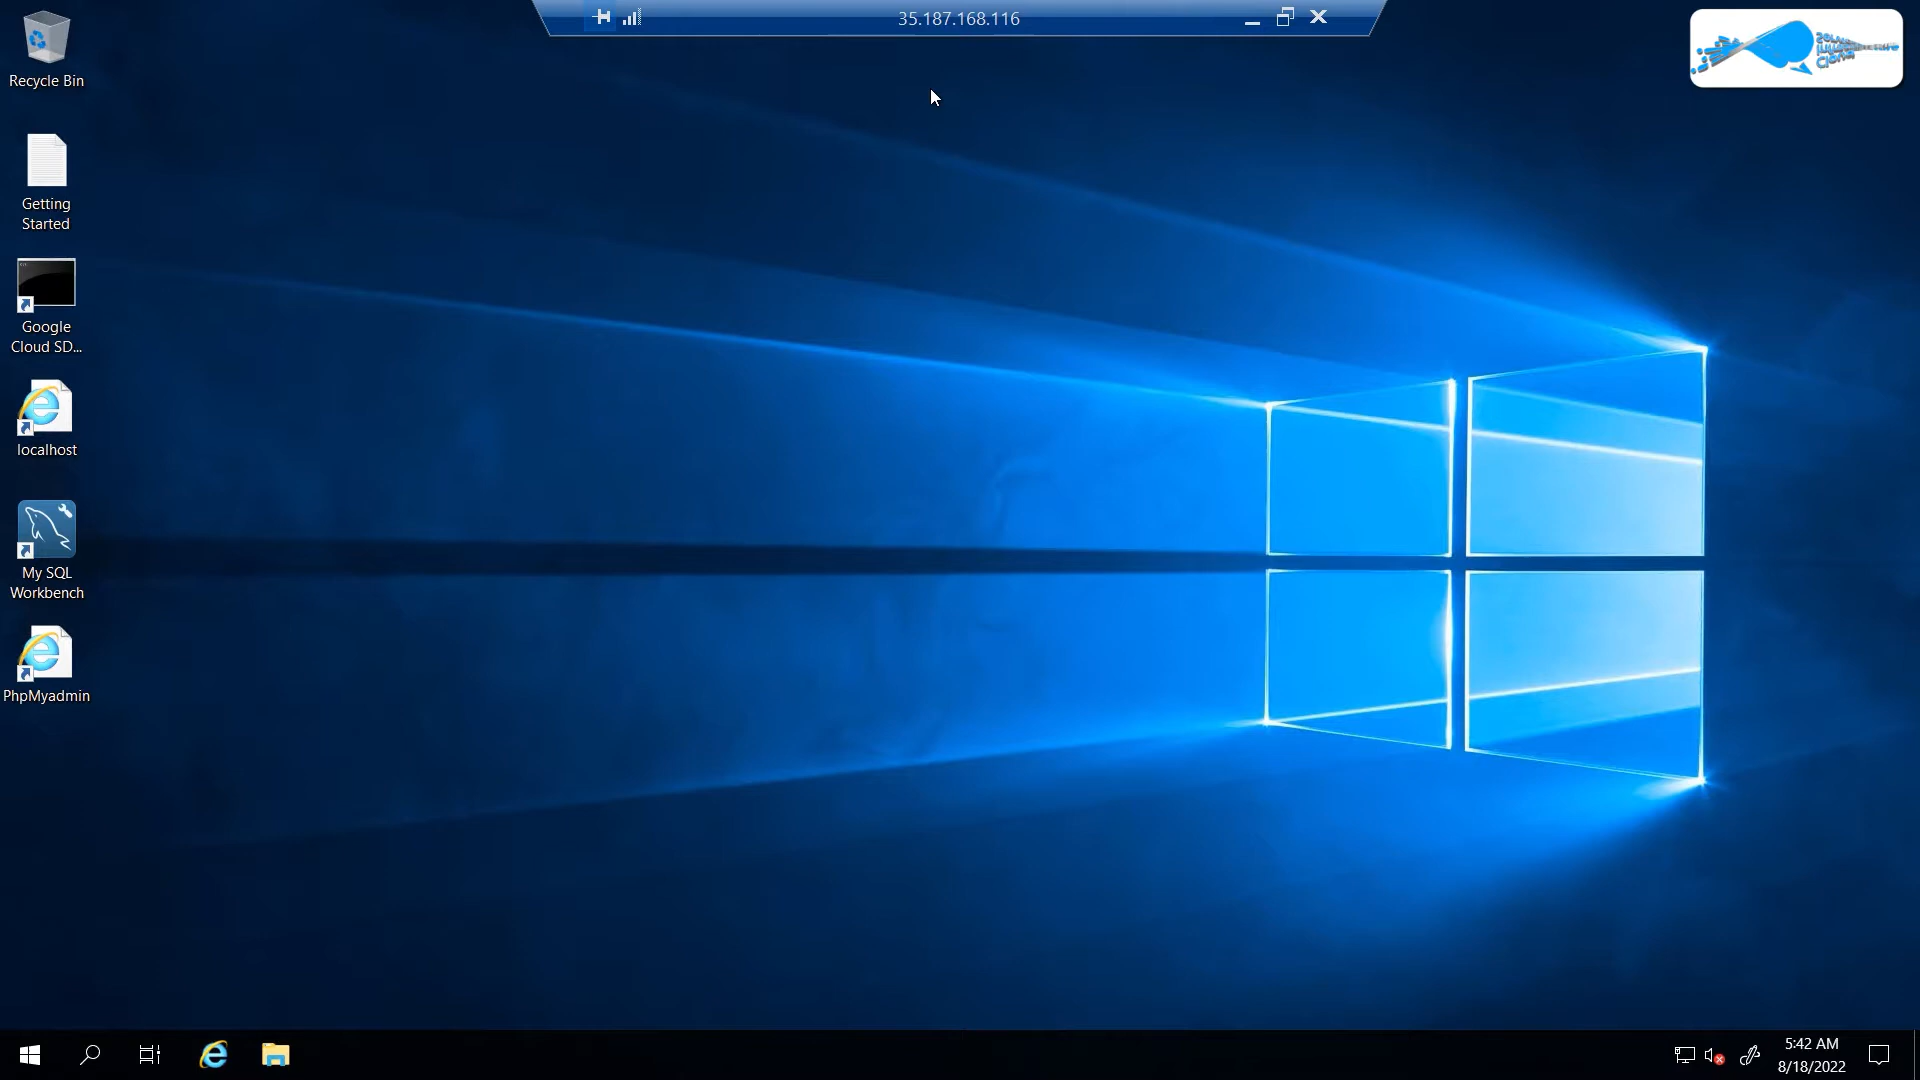 35.187.168.116
Recycle Bin
Getting
Started
Google
Cloud SD...
localhost
My SQL
Workbench
PhpMyadmin
5:42 AM
8/18/2022